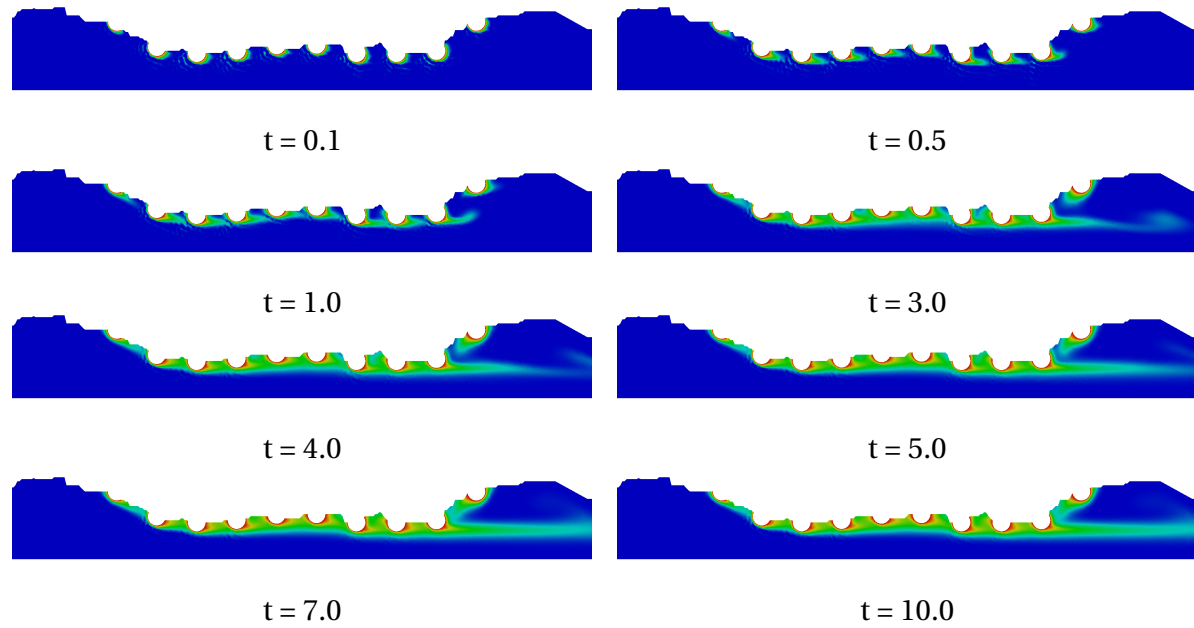 t = 0.1
t = 0.5
t = 1.0
t = 3.0
t = 4.0
t = 5.0
t = 7.0
t = 10.0